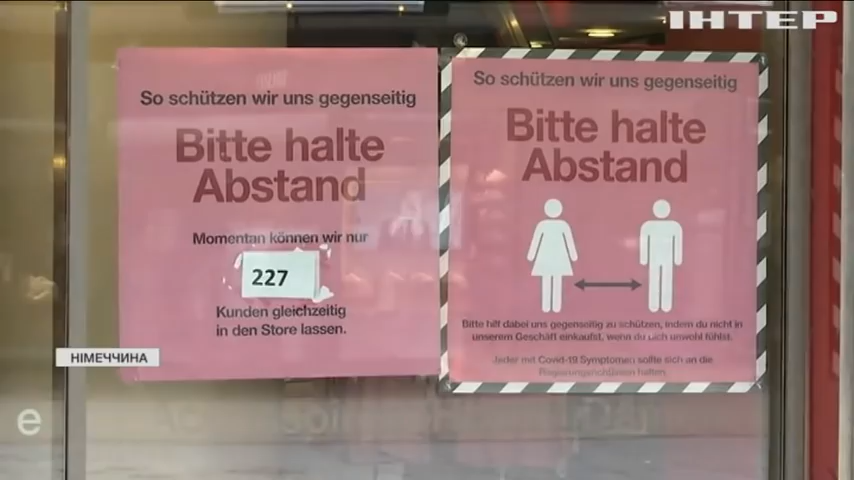 ІНТЕР
So schützen wir uns gegenseitig
Bitte halte
Abstand
Momentan können wir nur
227
Kunden gleichzeitig
in den Store lassen.
So schützen wir uns gegenseitig
Bitte halte
Abstand
Bitte hilf dabei uns gegenseitig zu schützen, indem du nicht in
unserem Geschäft einkaufst, wenn du dich unwohl fühlst.
Jeder mit Covid-19 Symptomen sollte sich an die
halten.
НІМЕЧЧИНА
e